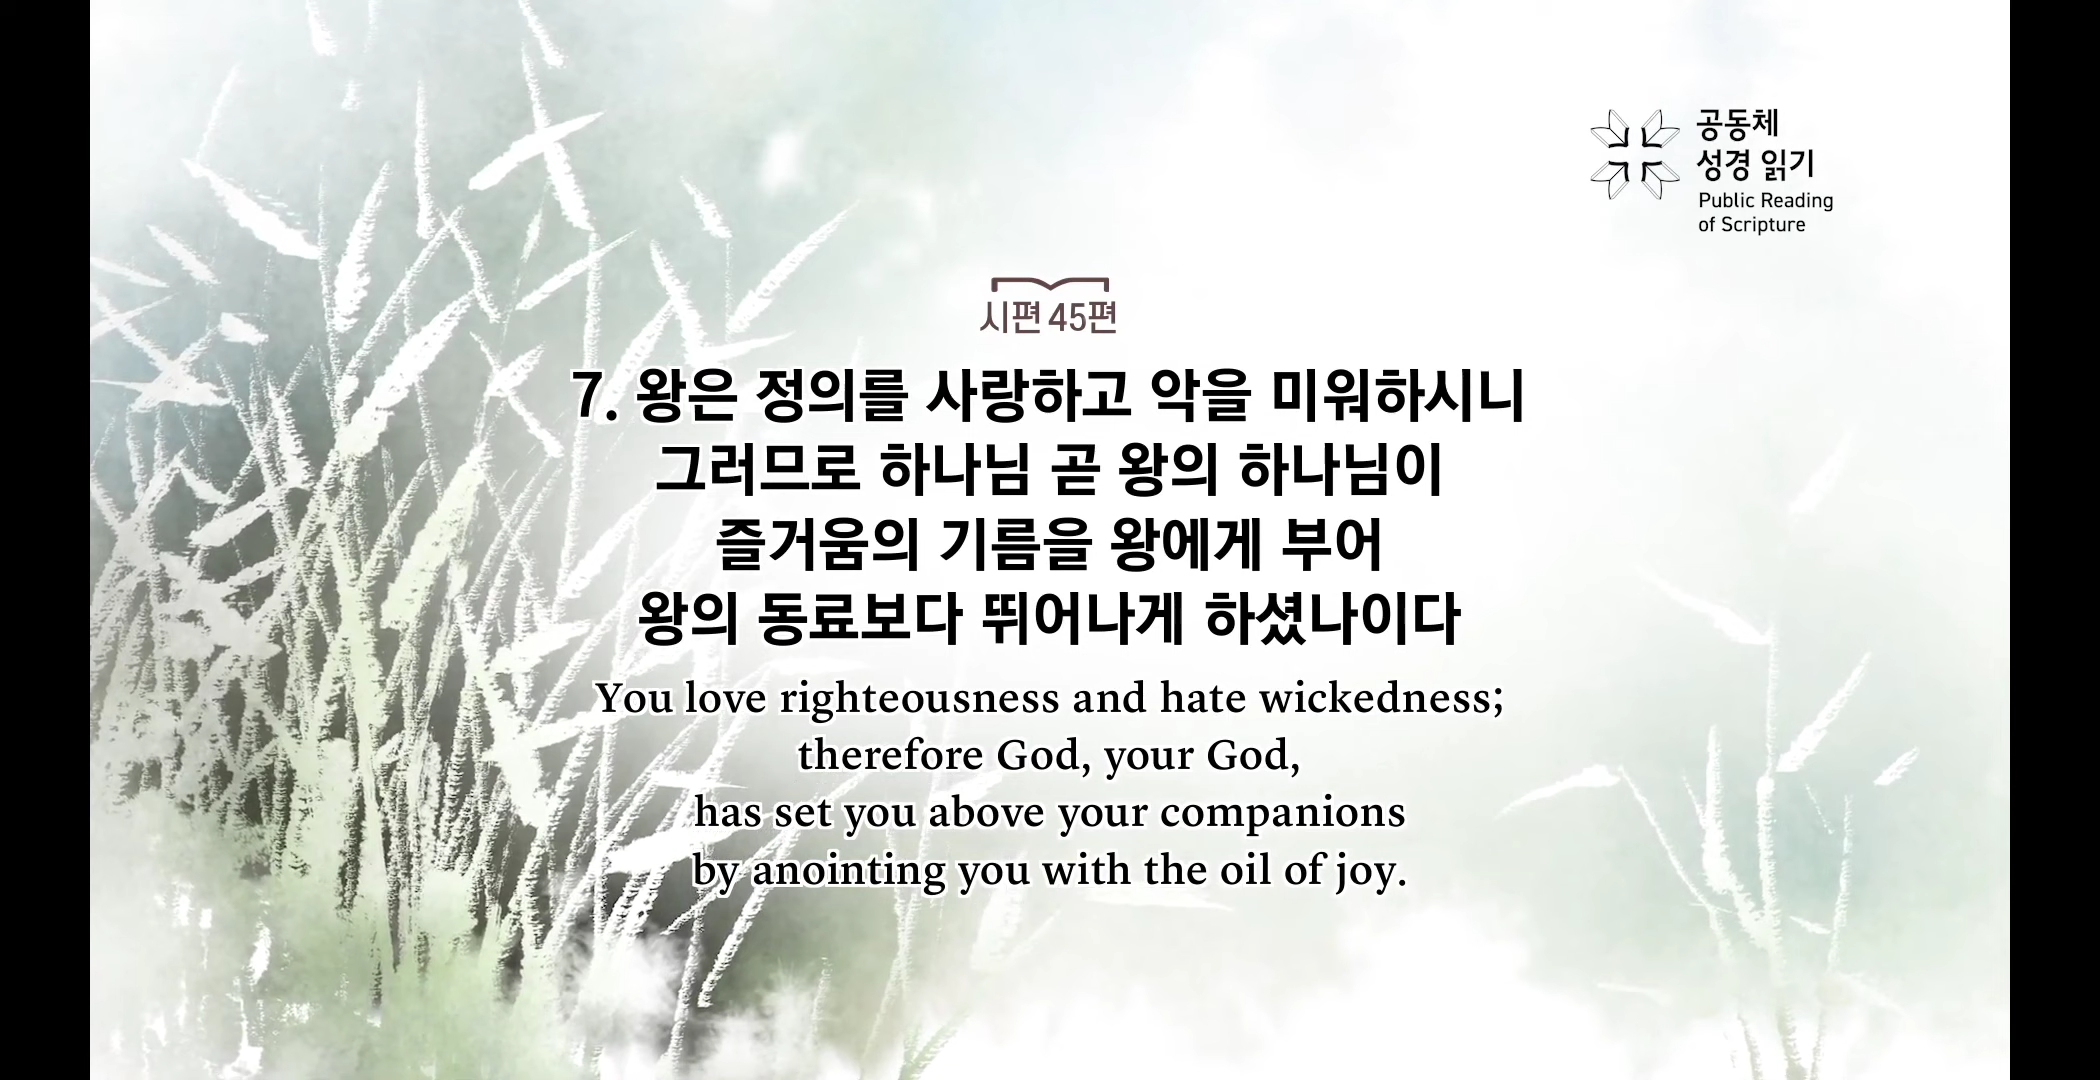 공동체
성경 읽기
Public Reading
of Scripture
시편 45편
7. 왕은 정의를 사랑하고 악을 미워하시니
그러므로 하나님 곧 왕의 하나님이
즐거움의 기름을 왕에게 부어
왕의 동료보다 뛰어나게 하셨나이다
You love righteousness and hate wickedness;
therefore God, your God,
has set you above your companions
by anointing you with the oil of joy.